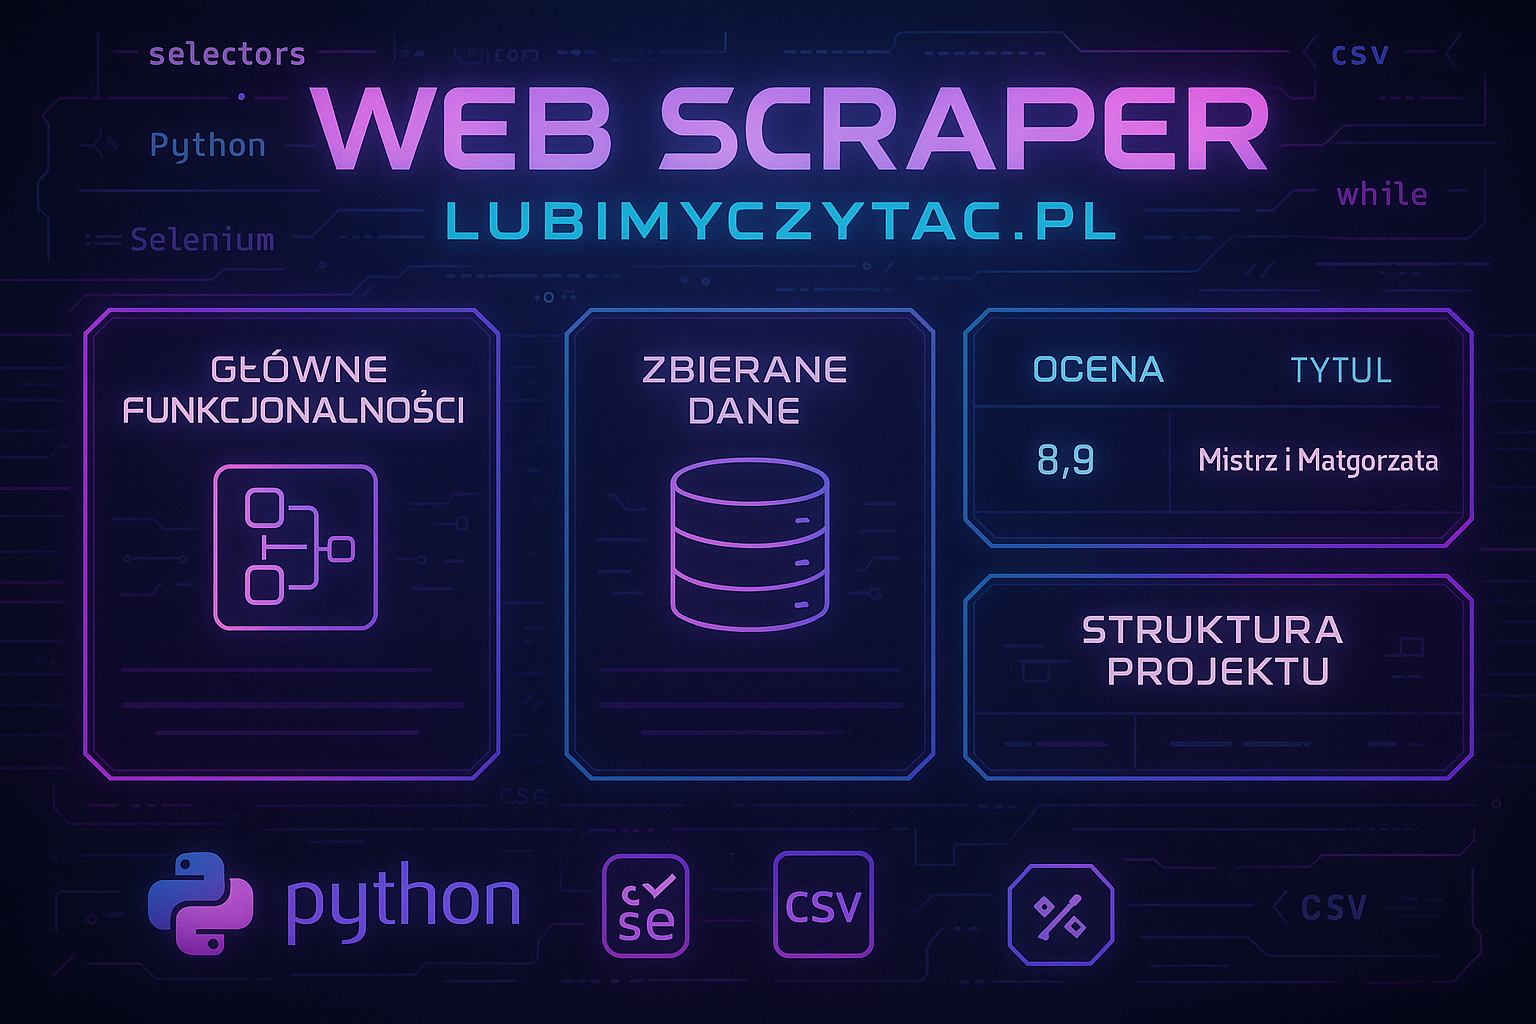 selectors
csv
WEB SCRAPER
Python
while
LUBIMYCZYTAC.PL
Selenium
GŁÓWNE
FUNKCJONALNOŚCI
ZBIERANE
DANE
OCENA TYTUL
8,9 Mistrz i Matgorzata
STRUKTURA
PROJEKTU
cse
python
c
se
CSV
CSV